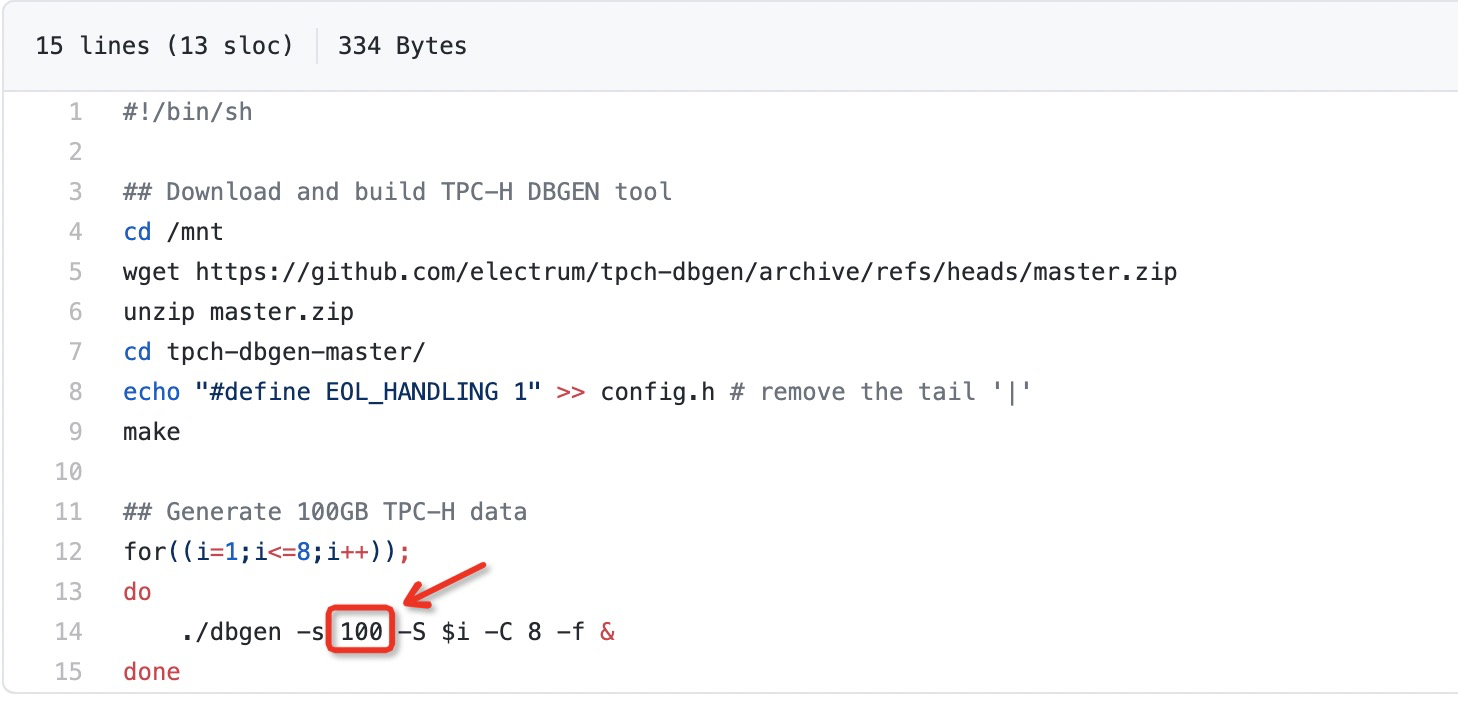 15 lines (13 sloc) 334 Bytes
1 #!/bin/sh
2
3 ## Download and build TPC-H DBGEN tool
4 cd /mnt
5 wget https://github.com/electrum/tpch-dbgen/archive/refs/heads/master.zip
6 unzip master.zip
7 cd tpch-dbgen-master/
8 echo "#define EOL_HANDLING 1" >> config.h # remove the tail '|'
9 make
10
11 ## Generate 100GB TPC-H data
12 for((i=1;i<=8;i++));
13 do
14     ./dbgen -s 100 -S $i -C 8 -f &
15 done